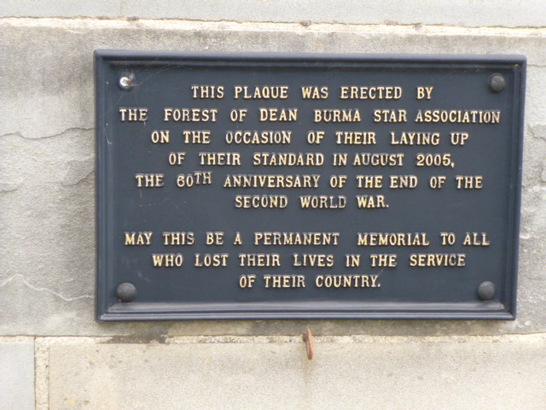 THIS PLAQUE WAS ERECTED BY
THE FOREST OF DEAN BURMA STAR ASSOCIATION
ON THE OCCASION OF THEIR LAYING UP
OF THEIR STANDARD IN AUGUST 2005,
THE 60TH ANNIVERSARY OF THE END OF THE
SECOND WORLD WAR.
MAY THIS BE A PERMANENT MEMORIAL TO ALL
WHO LOST THEIR LIVES IN THE SERVICE
OF THEIR COUNTRY.